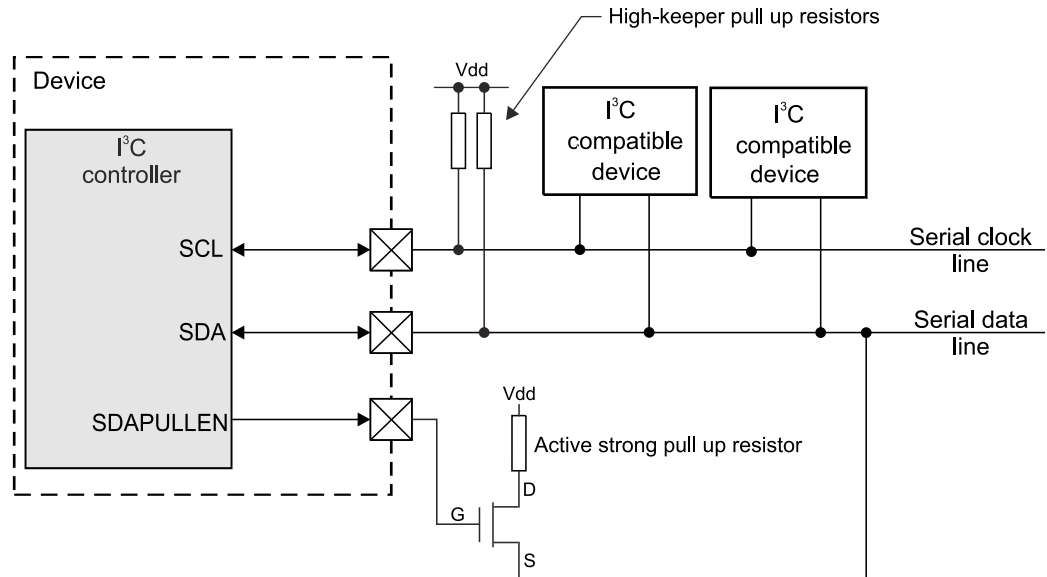 High-keeper pull up resistors
Device
Vdd
I³C
controller
I³C
compatible
device
I³C
compatible
device
SCL
Serial clock
line
SDA
Serial data
line
SDAPULLEN
Vdd
Active strong pull up resistor
D
G
S